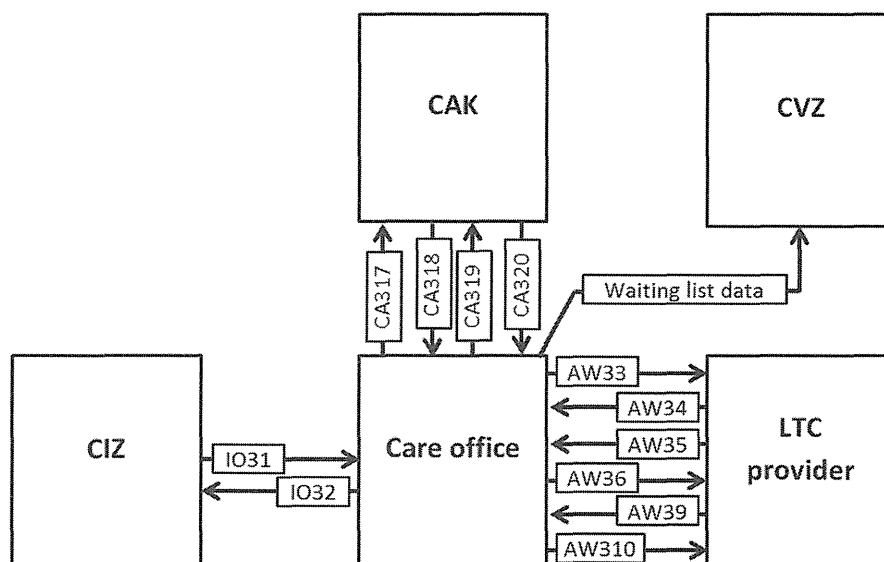 CAK
CVZ
CA317
CA318
CA319
CA320
Waiting list data
CIZ
IO31
IO32
Care office
AW33
AW34
AW35
AW36
AW39
AW310
LTC
provider